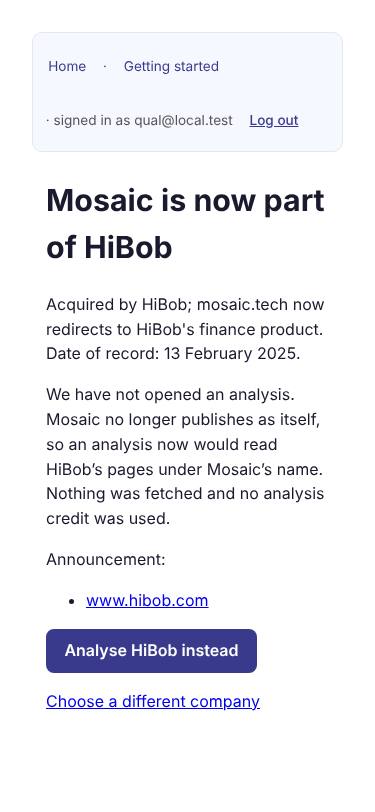 Home · Getting started
· signed in as qual@local.test Log out
Mosaic is now part
of HiBob
Acquired by HiBob; mosaic.tech now
redirects to HiBob's finance product.
Date of record: 13 February 2025.
We have not opened an analysis.
Mosaic no longer publishes as itself,
so an analysis now would read
HiBob’s pages under Mosaic’s name.
Nothing was fetched and no analysis
credit was used.
Announcement:
• www.hibob.com
Analyse HiBob instead
Choose a different company